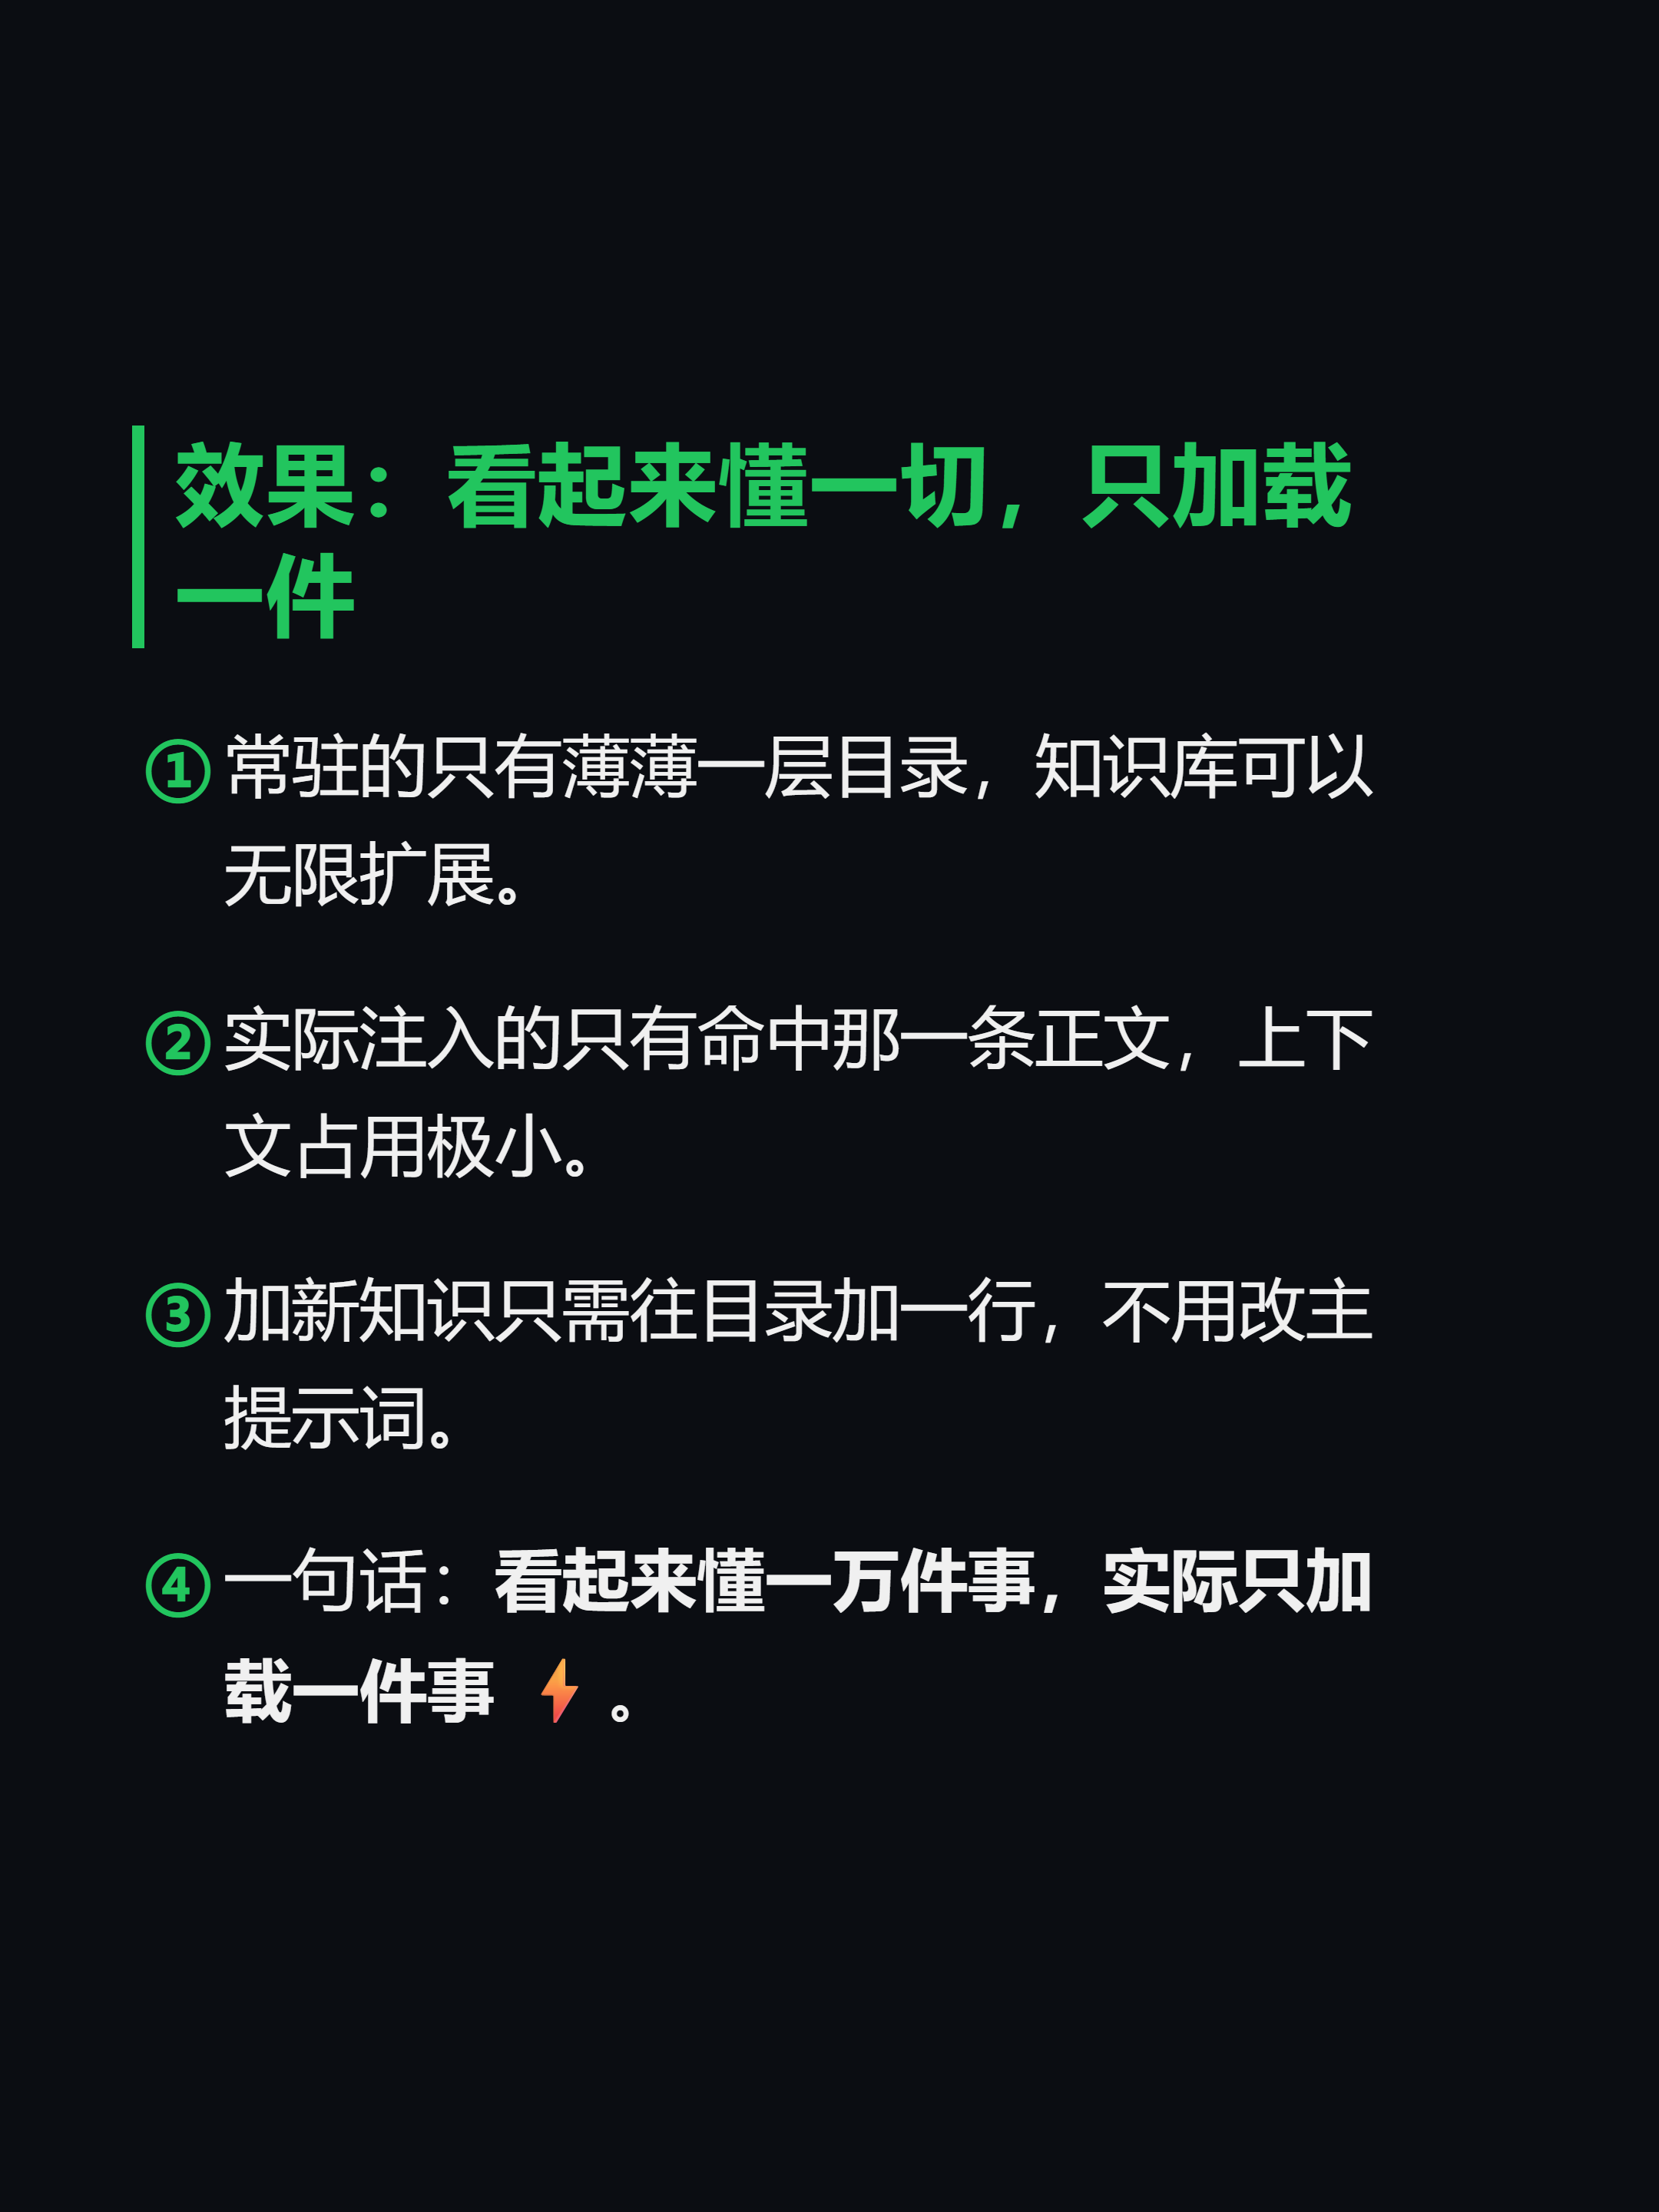 效果：看起来懂一切，只加载
一件
① 常驻的只有薄薄一层目录，知识库可以
无限扩展。
② 实际注入的只有命中那一条正文，上下
文占用极小。
③ 加新知识只需往目录加一行，不用改主
提示词。
④ 一句话：看起来懂一万件事，实际只加
载一件事 ⚡。